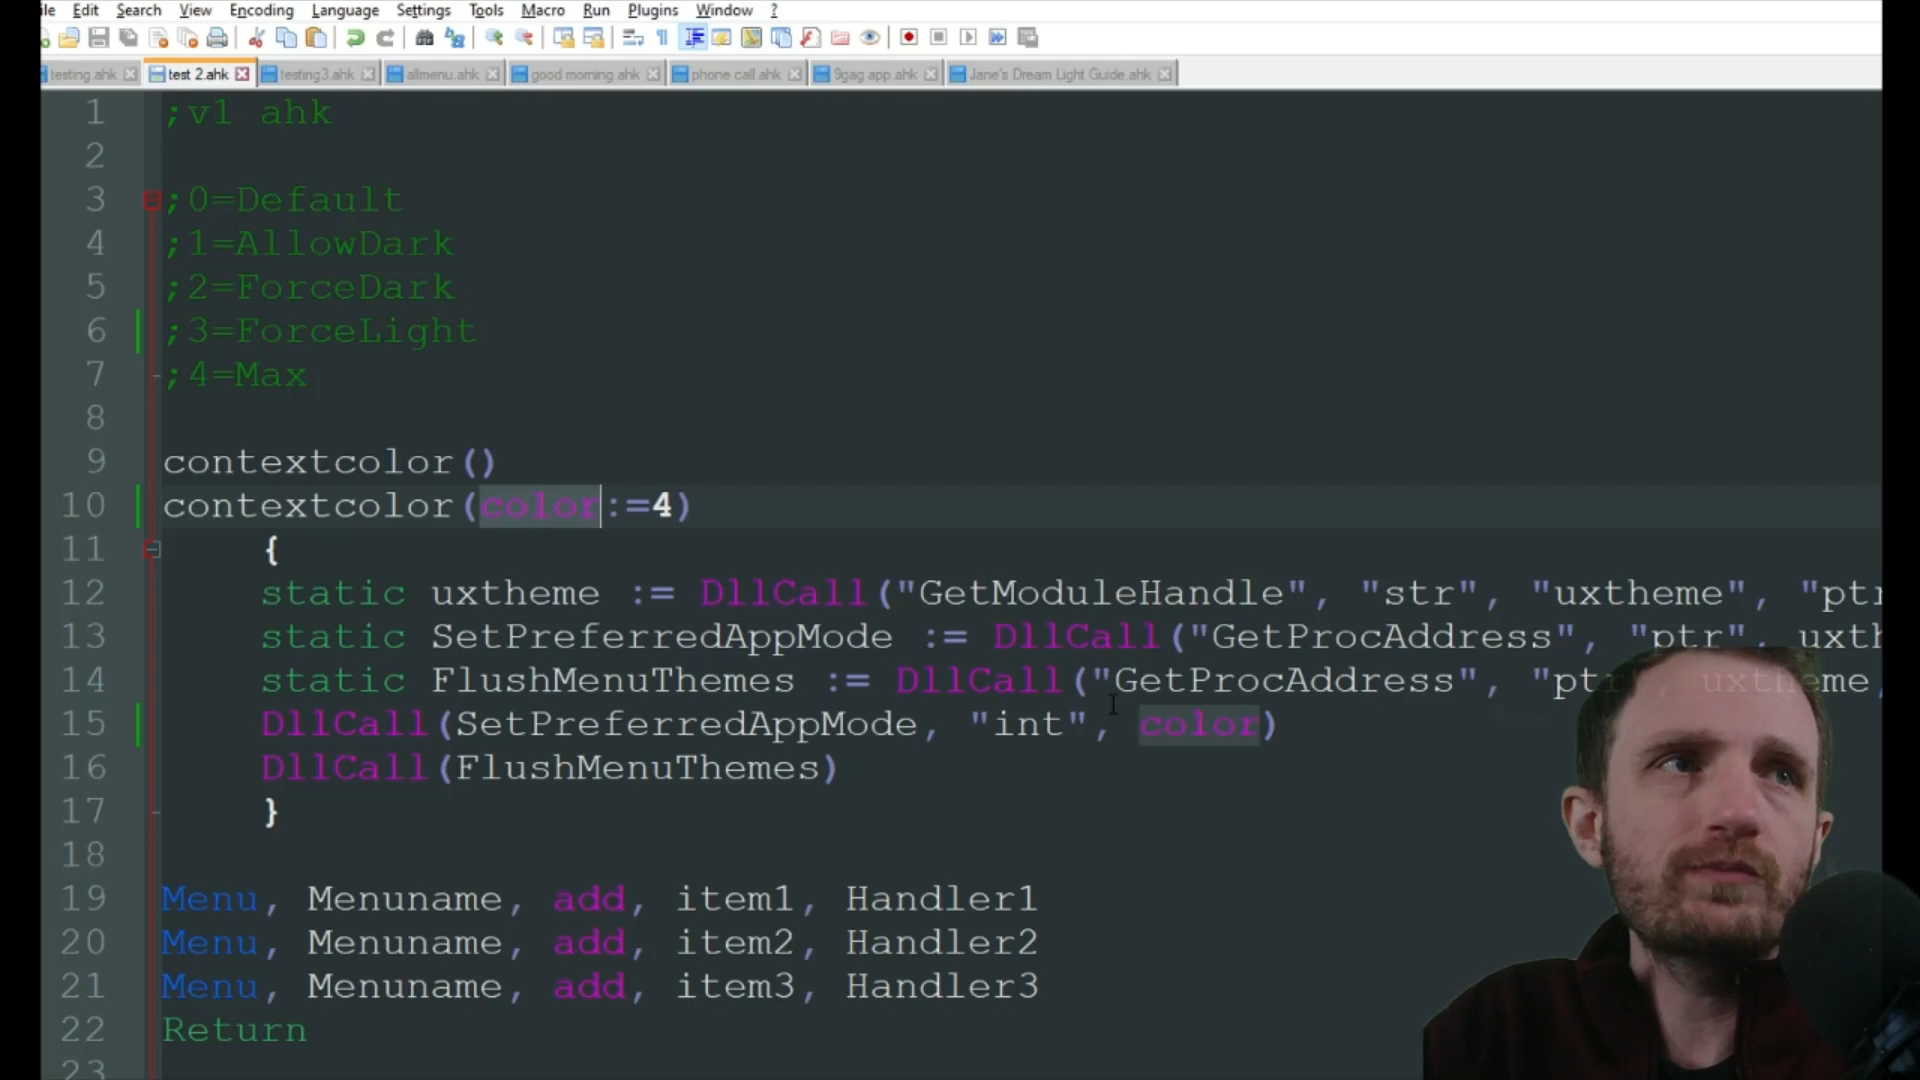 ile Edit Search View Encoding Language Settings Tools Macro Run Plugins Window ?
testing.ahk test 2.ahk testing3.ahk allmenu.ahk good morning.ahk phone call.ahk 9gag app.ahk Jane's Dream Light Guide.ahk
1 ;v1 ahk
2
3 ;0=Default
4 ;1=AllowDark
5 ;2=ForceDark
6 ;3=ForceLight
7 ;4=Max
8
9 contextcolor()
10 contextcolor(color:=4)
11 {
12 static uxtheme := DllCall("GetModuleHandle", "str", "uxtheme", "ptr
13 static SetPreferredAppMode := DllCall("GetProcAddress", "ptr", uxth
14 static FlushMenuThemes := DllCall("GetProcAddress", "ptr", uxtheme,
15 DllCall(SetPreferredAppMode, "int", color)
16 DllCall(FlushMenuThemes)
17 }
18
19 Menu, Menuname, add, item1, Handler1
20 Menu, Menuname, add, item2, Handler2
21 Menu, Menuname, add, item3, Handler3
22 Return
23